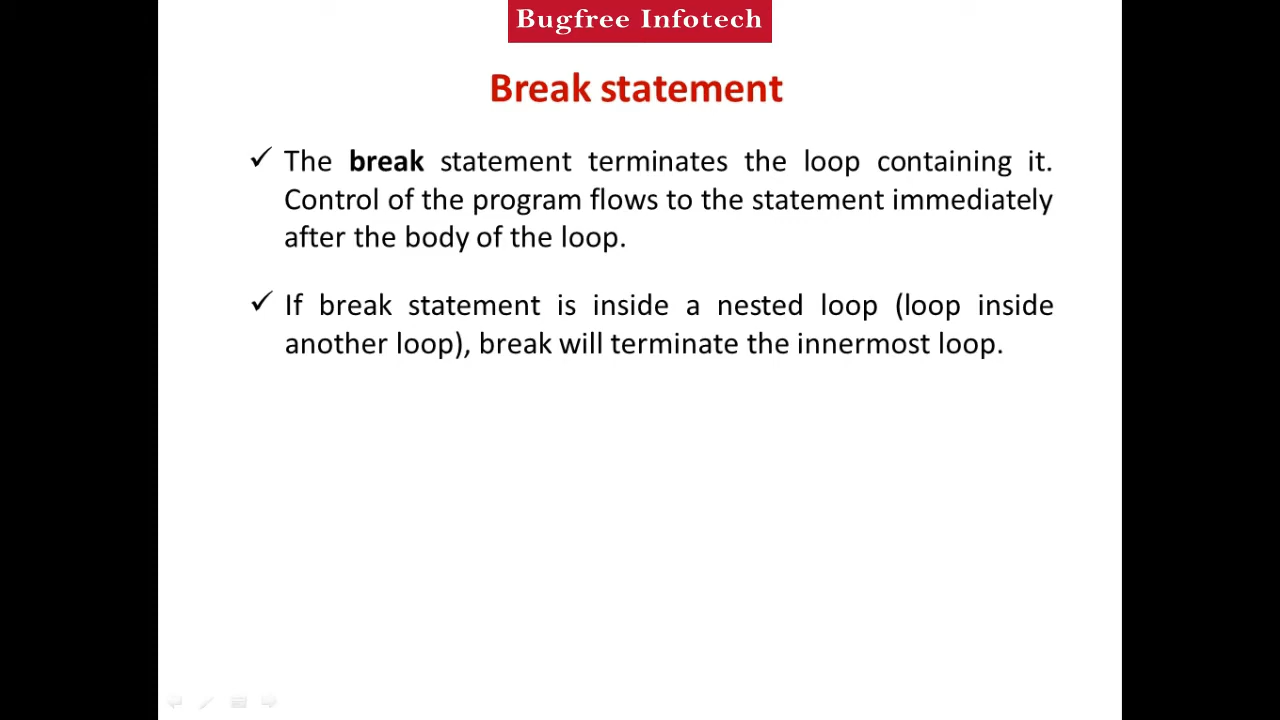 Bugfree Infotech
Break statement
✓ The break statement terminates the loop containing it.
Control of the program flows to the statement immediately
after the body of the loop.
✓ If break statement is inside a nested loop (loop inside
another loop), break will terminate the innermost loop.